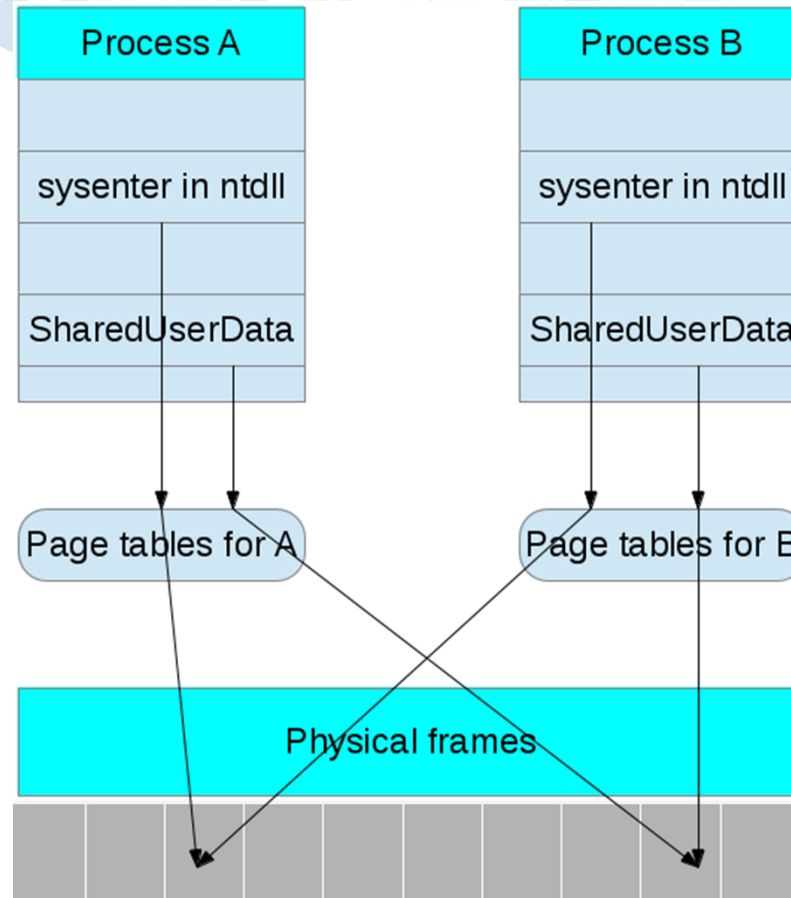 Process A
Process B
sysenter in ntdll
sysenter in ntdll
SharedUserData
SharedUserData
Page tables for A
Page tables for B
Physical frames